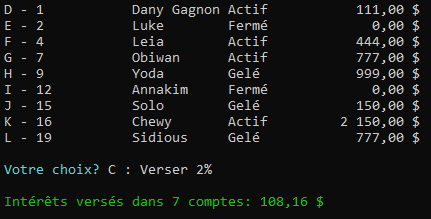 D - 1 Dany Gagnon Actif 111,00 $
E - 2 Luke Fermé 0,00 $
F - 4 Leia Actif 444,00 $
G - 7 Obiwan Actif 777,00 $
H - 9 Yoda Gelé 999,00 $
I - 12 Annakim Fermé 0,00 $
J - 15 Solo Gelé 150,00 $
K - 16 Chewy Actif 2 150,00 $
L - 19 Sidious Gelé 777,00 $
Votre choix? C : Verser 2%
Intérêts versés dans 7 comptes: 108,16 $